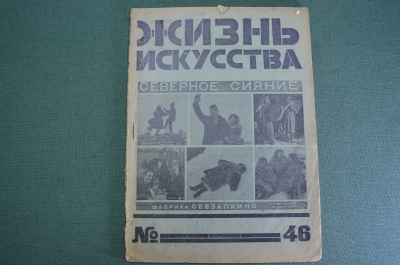 ЖИЗНЬ
ИСКУССТВА
СЕВЕРНОЕ СИЯНИЕ
ФАБРИКА СЕВЗАПКИНО
№ 46